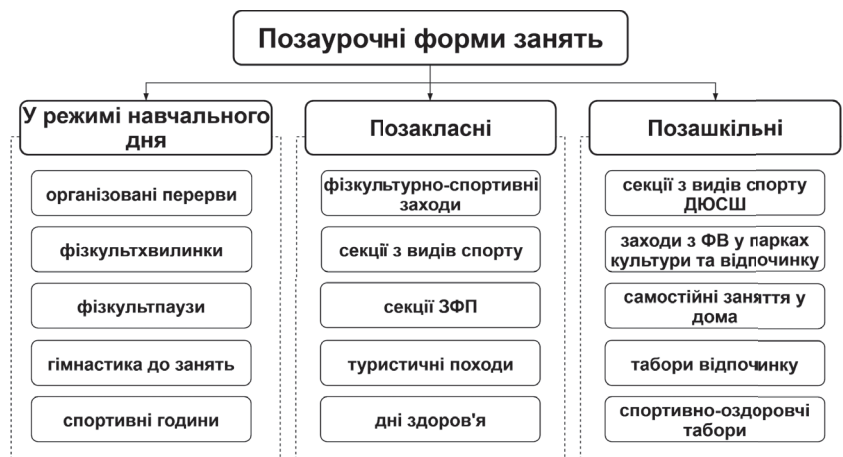 Позаурочні форми занять
У режимі навчального
дня
організовані перерви
фізкультхвилинки
фізкультпаузи
гімнастика до занять
спортивні години
Позакласні
фізкультурно-спортивні
заходи
секції з видів спорту
секції ЗФП
туристичні походи
дні здоров'я
Позашкільні
секції з видів спорту
ДЮСШ
заходи з ФВ у парках
культури та відпочинку
самостійні заняття у
дома
табори відпочинку
спортивно-оздоровчі
табори